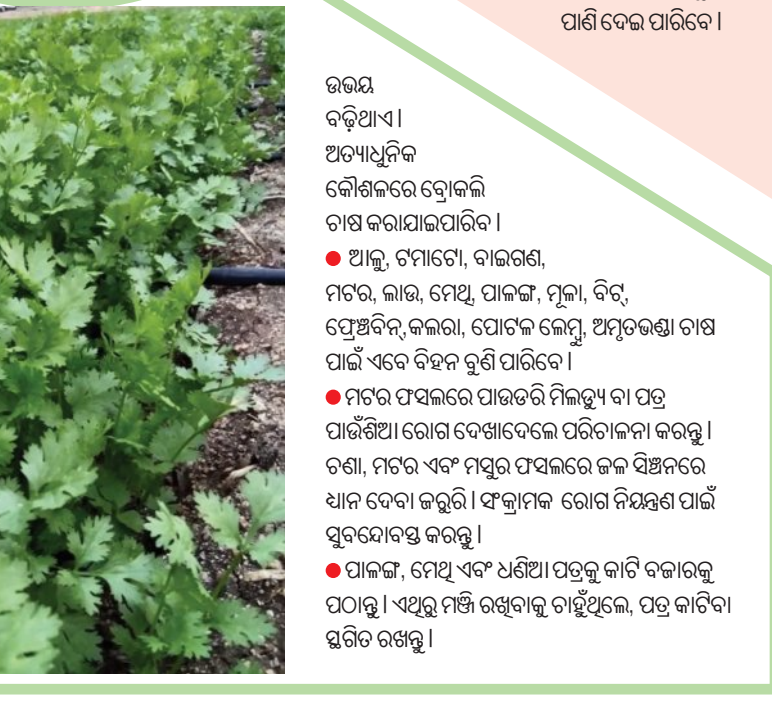 ପାଣି ଦେଇ ପାରିବେ ।
ଉଭୟ
ବଢ଼ିଥାଏ ।
ଅତ୍ୟାଧୁନିକ
କୌଶଳରେ ବ୍ରୋକଲି
ଚାଷ କରାଯାଇପାରିବ ।
● ଆଳୁ, ଟମାଟୋ, ବାଇଗଣ,
ମଟର, ଲାଉ, ମେଥି, ପାଳଙ୍ଗ, ମୂଳା, ବିଟ୍,
ଫ୍ରେଞ୍ଚବିନ୍,କଲରା, ପୋଟଳ ଲେମ୍ବୁ, ଅମୃତଭଣ୍ଡା ଚାଷ
ପାଇଁ ଏବେ ବିହନ ବୁଣି ପାରିବେ ।
● ମଟର ଫସଲରେ ପାଉଡରି ମିଲଡ୍ୟୁ ବା ପତ୍ର
ପାଉଁଶିଆ ରୋଗ ଦେଖାଦେଲେ ପରିଚାଳନା କରନ୍ତୁ ।
ଚଣା, ମଟର ଏବଂ ମସୁର ଫସଲରେ ଜଳ ସିଞ୍ଚନରେ
ଧ୍ୟାନ ଦେବା ଜରୁରି । ସଂକ୍ରାମକ ରୋଗ ନିୟନ୍ତ୍ରଣ ପାଇଁ
ସୁବନ୍ଦୋବସ୍ତ କରନ୍ତୁ ।
● ପାଳଙ୍ଗ, ମେଥି ଏବଂ ଧଣିଆ ପତ୍ରକୁ କାଟି ବଜାରକୁ
ପଠାନ୍ତୁ । ଏଥିରୁ ମଞ୍ଜି ରଖିବାକୁ ଚାହୁଁଥିଲେ, ପତ୍ର କାଟିବା
ସ୍ଥଗିତ ରଖନ୍ତୁ ।